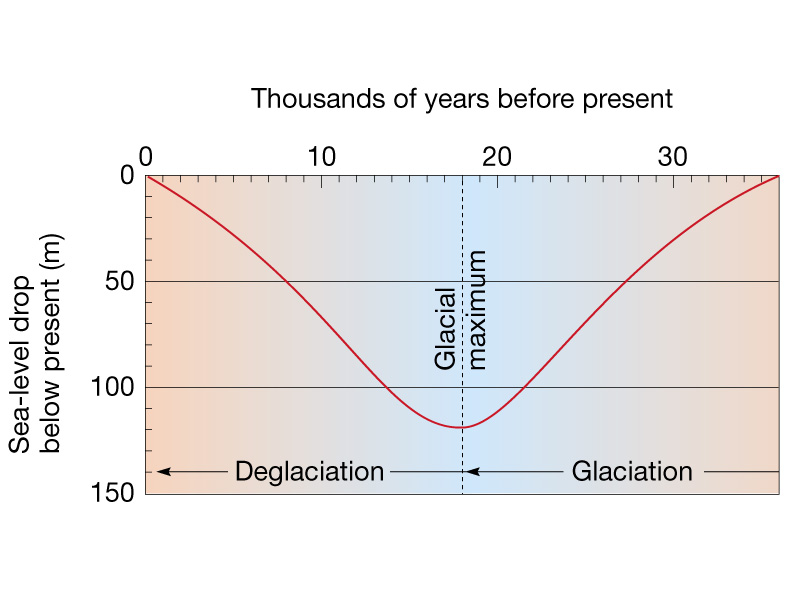 Thousands of years before present
0 10 20 30
0
50
100
150
Sea-level drop
below present (m)
Glacial
maximum
Deglaciation
Glaciation